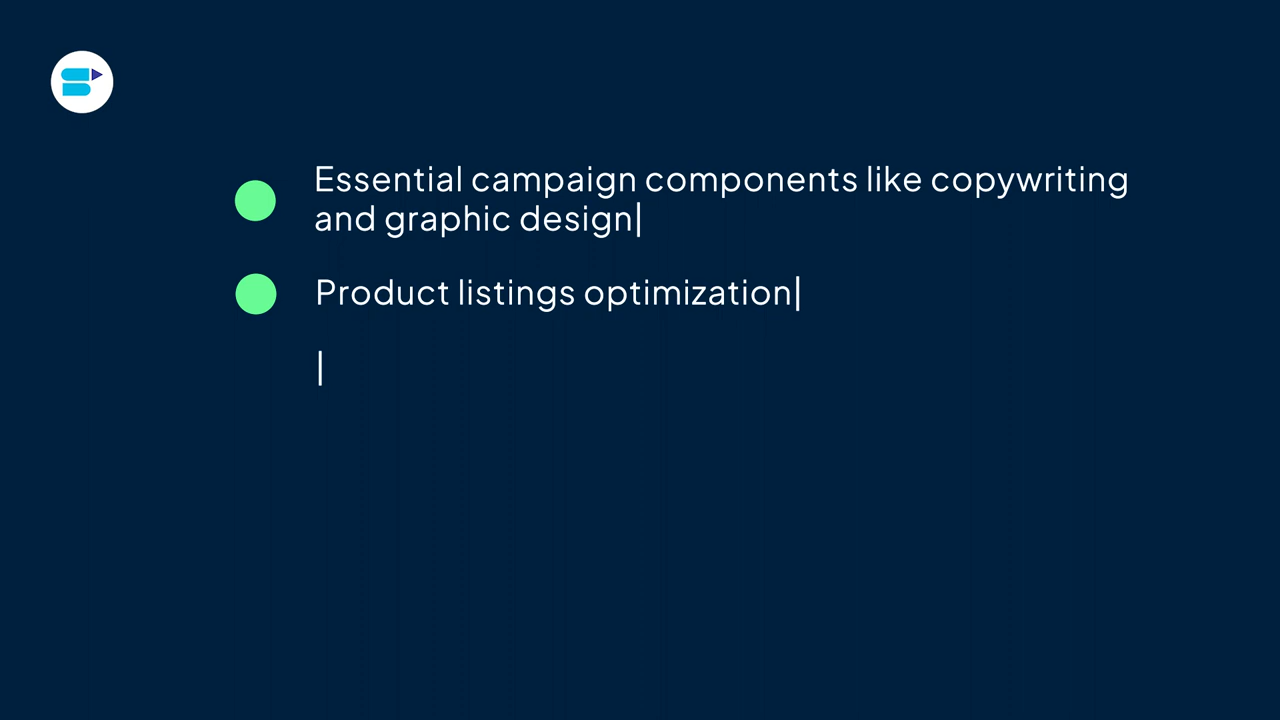 Essential campaign components like copywriting
and graphic design|
Product listings optimization|
|